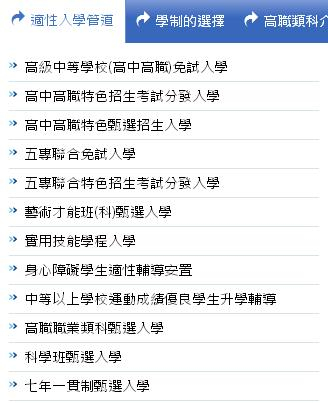 適性入學管道 學制的選擇 高職類科
高級中等學校(高中高職)免試入學
高中高職特色招生考試分發入學
高中高職特色甄選招生入學
五專聯合免試入學
五專聯合特色招生考試分發入學
藝術才能班(科)甄選入學
實用技能學程入學
身心障礙學生適性輔導安置
中等以上學校運動成績優良學生升學輔導
高職職業類科甄選入學
科學班甄選入學
七年一貫制甄選入學